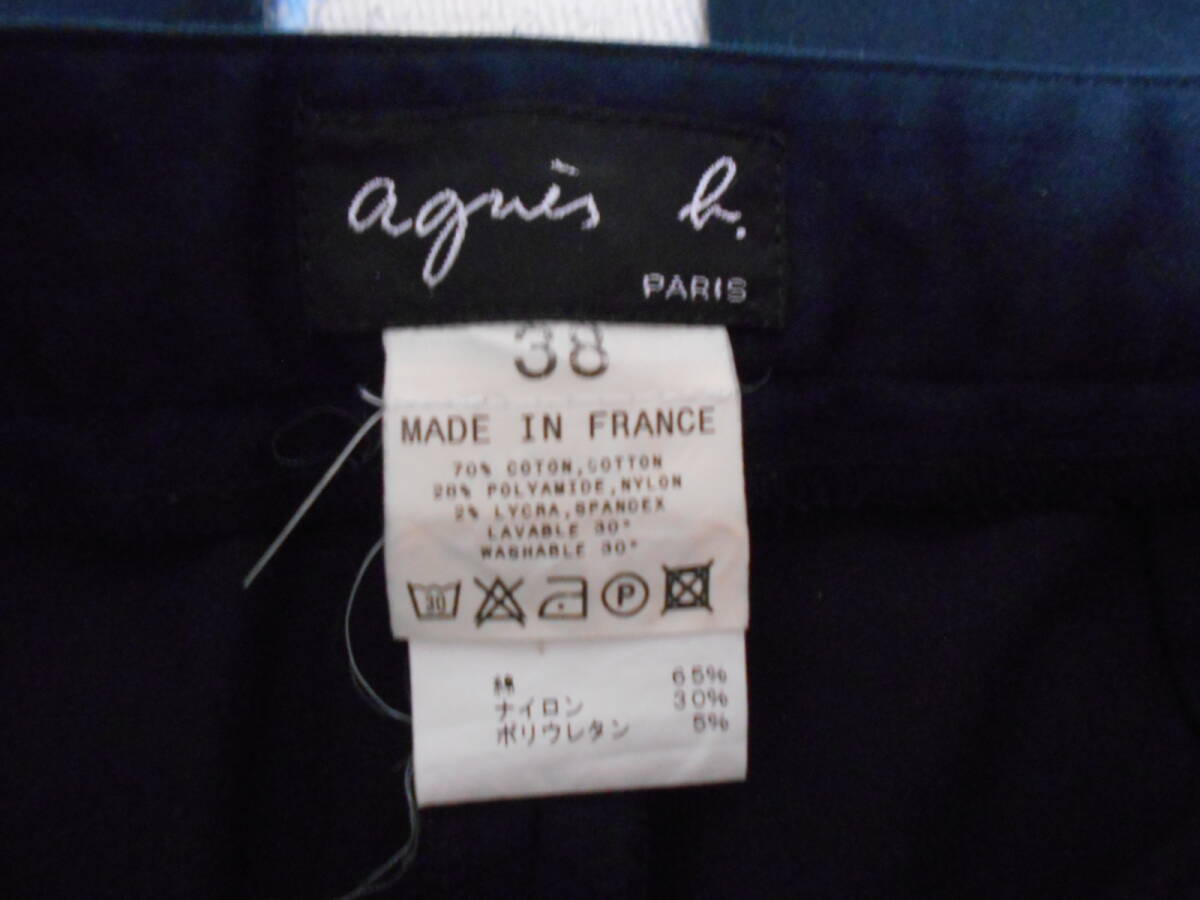 agnès b.
PARIS
38
MADE IN FRANCE
70% COTON,COTTON
28% POLYAMIDE,NYLON
2% LYCRA,SPANDEX
LAVABLE 30°
WASHABLE 30°
30 P
綿 65%
ナイロン 30%
ポリウレタン 5%